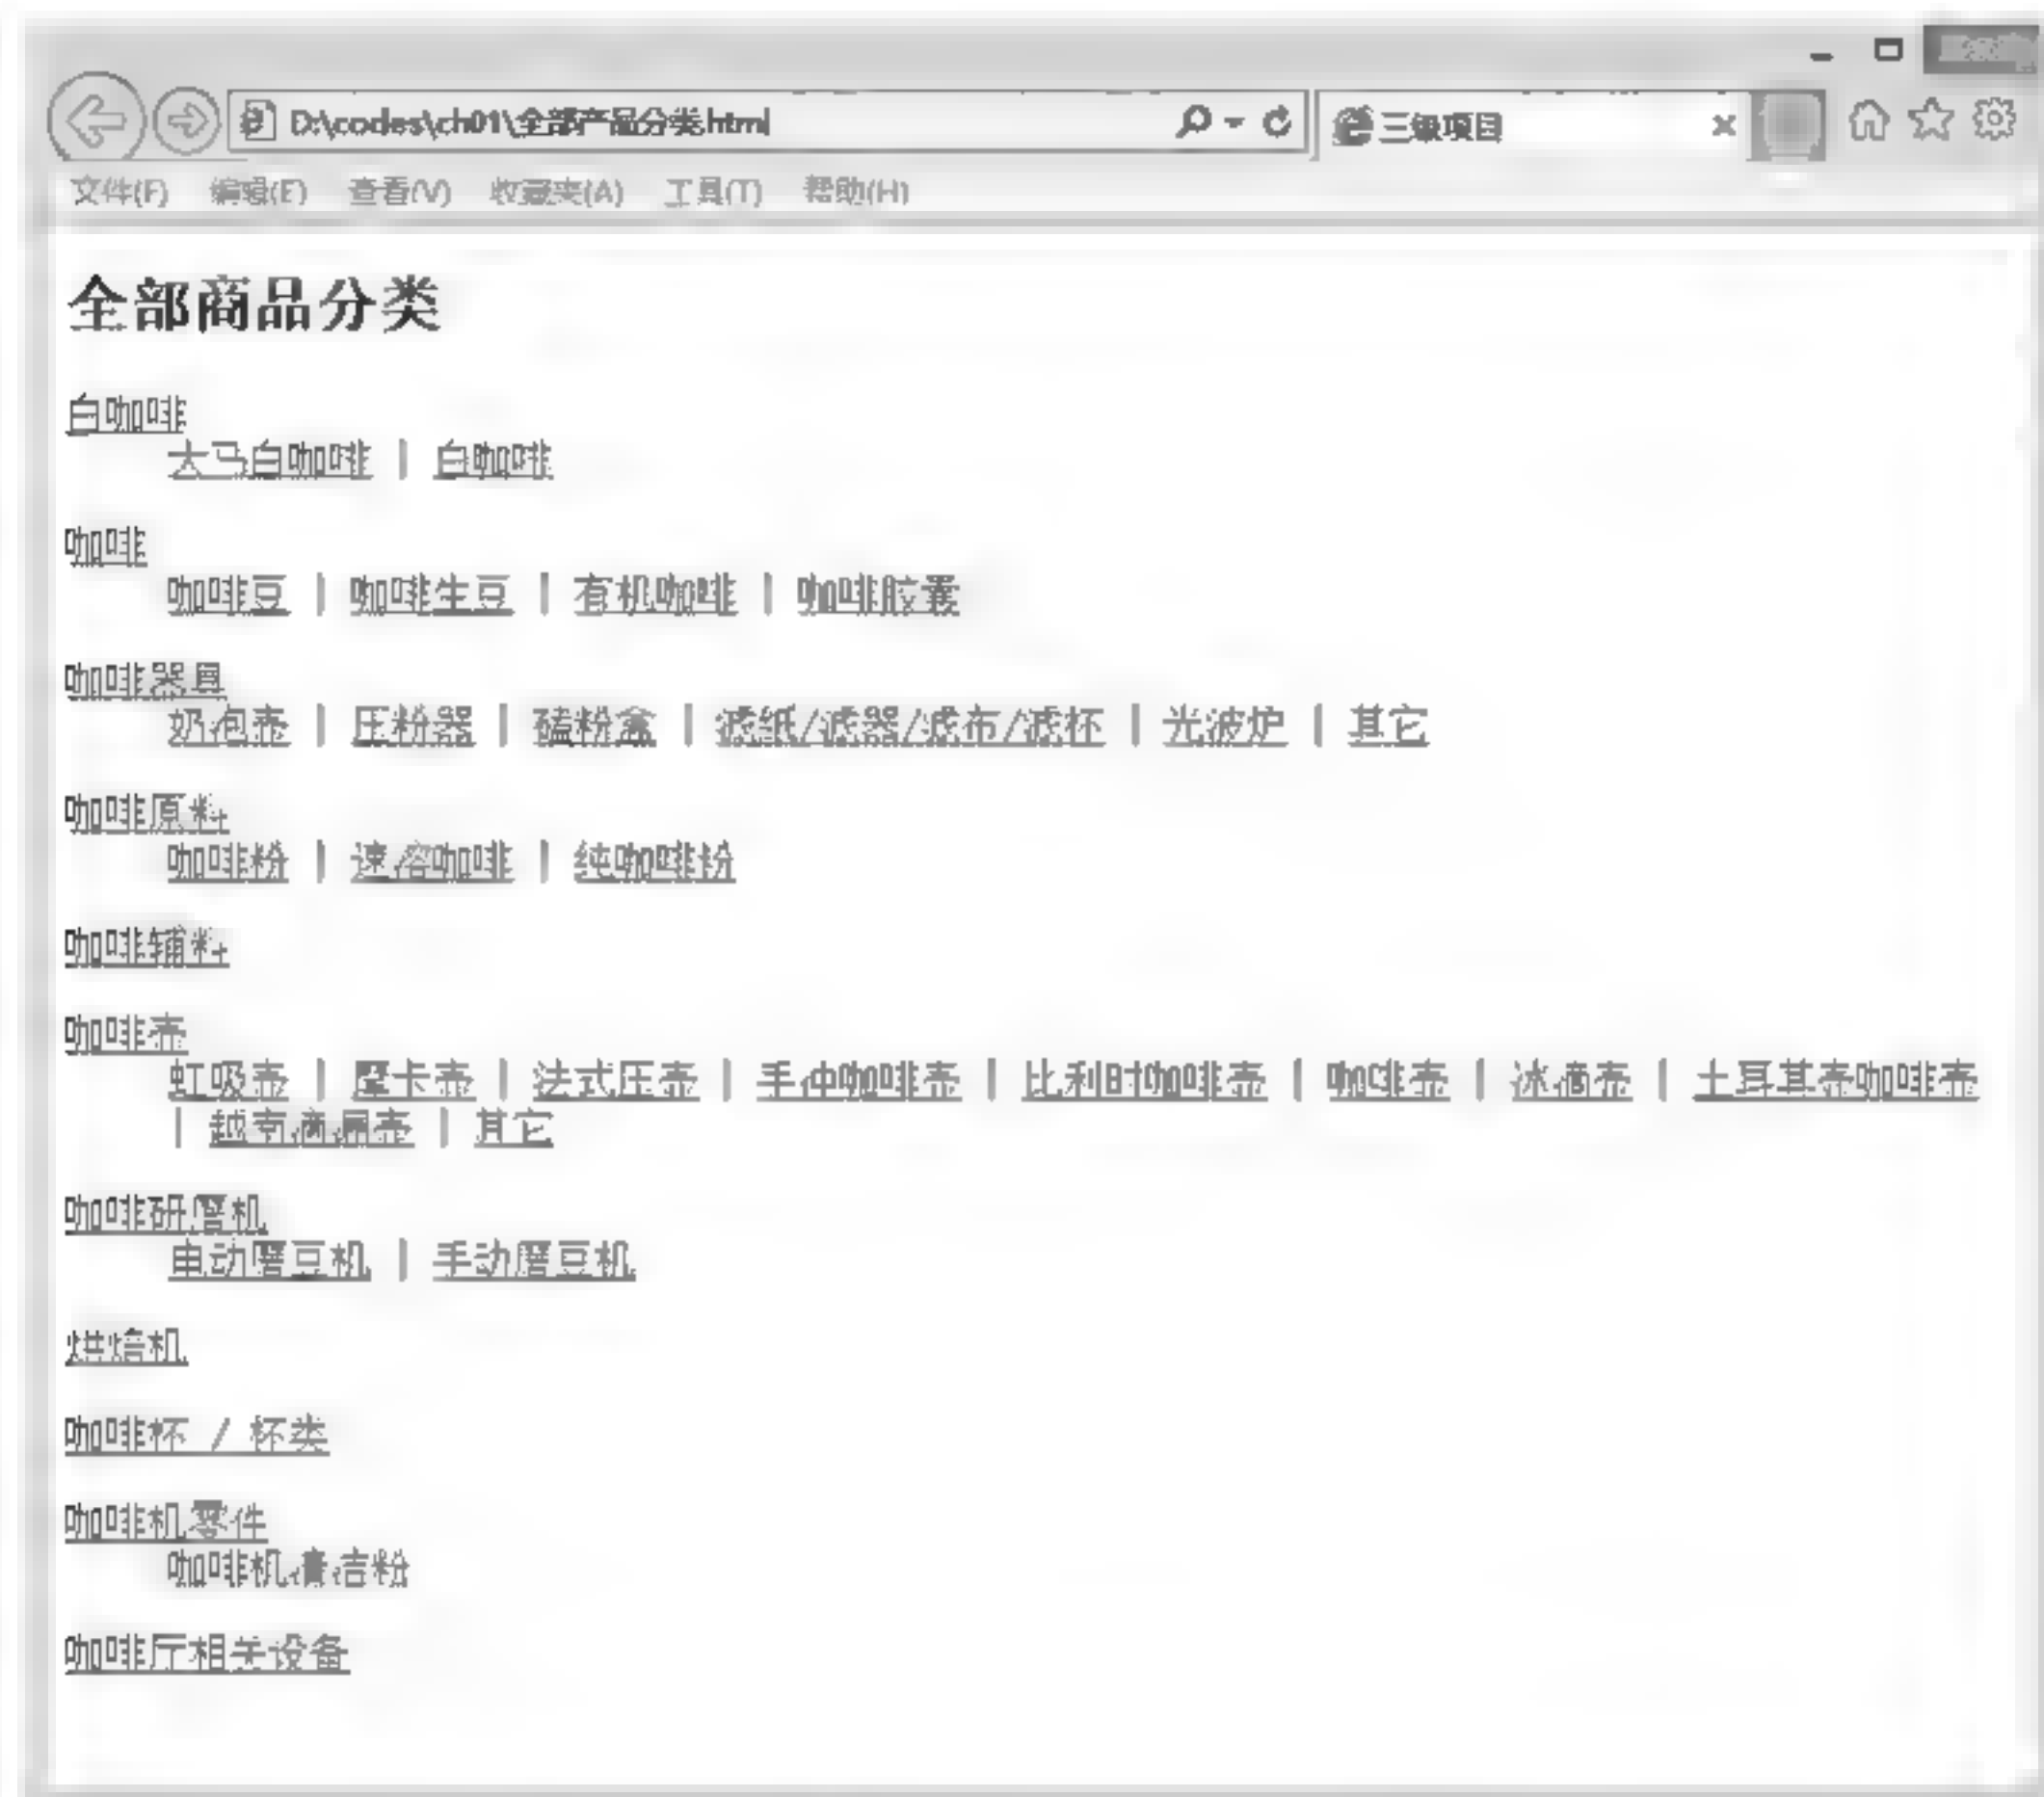 D:\codes\ch01\全部产品分类.html
三级项目
文件(F) 编辑(E) 查看(V) 收藏夹(A) 工具(T) 帮助(H)
全部商品分类
白咖啡
大马白咖啡 | 白咖啡
咖啡
咖啡豆 | 咖啡生豆 | 有机咖啡 | 咖啡胶囊
咖啡器具
奶泡壶 | 压粉器 | 磕粉盒 | 滤纸/滤器/滤布/滤杯 | 光波炉 | 其它
咖啡原料
咖啡粉 | 速溶咖啡 | 纯咖啡粉
咖啡辅料
咖啡壶
虹吸壶 | 摩卡壶 | 法式压壶 | 手冲咖啡壶 | 比利时咖啡壶 | 咖啡壶 | 冰滴壶 | 土耳其壶咖啡壶
| 越南滴漏壶 | 其它
咖啡研磨机
电动磨豆机 | 手动磨豆机
烘焙机
咖啡杯 / 杯类
咖啡机零件
咖啡机清洁粉
咖啡厅相关设备